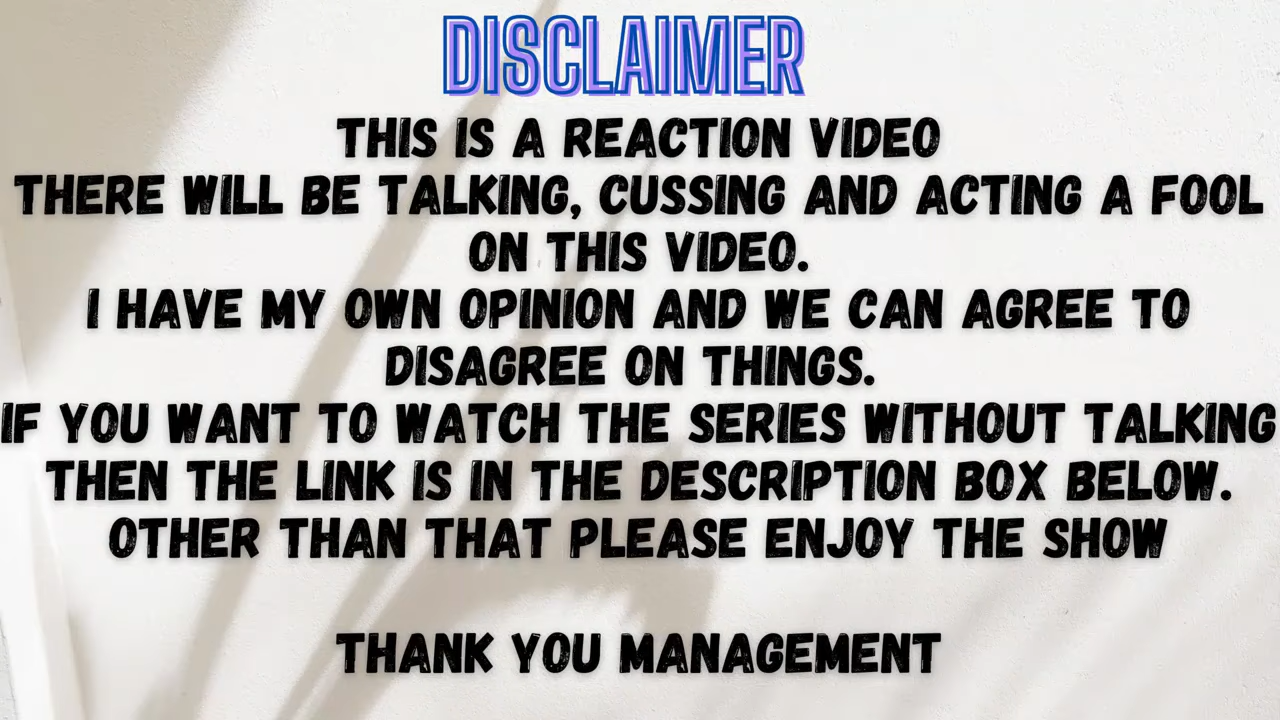 DISCLAIMER
THIS IS A REACTION VIDEO
THERE WILL BE TALKING, CUSSING AND ACTING A FOOL
ON THIS VIDEO.
I HAVE MY OWN OPINION AND WE CAN AGREE TO
DISAGREE ON THINGS.
IF YOU WANT TO WATCH THE SERIES WITHOUT TALKING
THEN THE LINK IS IN THE DESCRIPTION BOX BELOW.
OTHER THAN THAT PLEASE ENJOY THE SHOW
THANK YOU MANAGEMENT